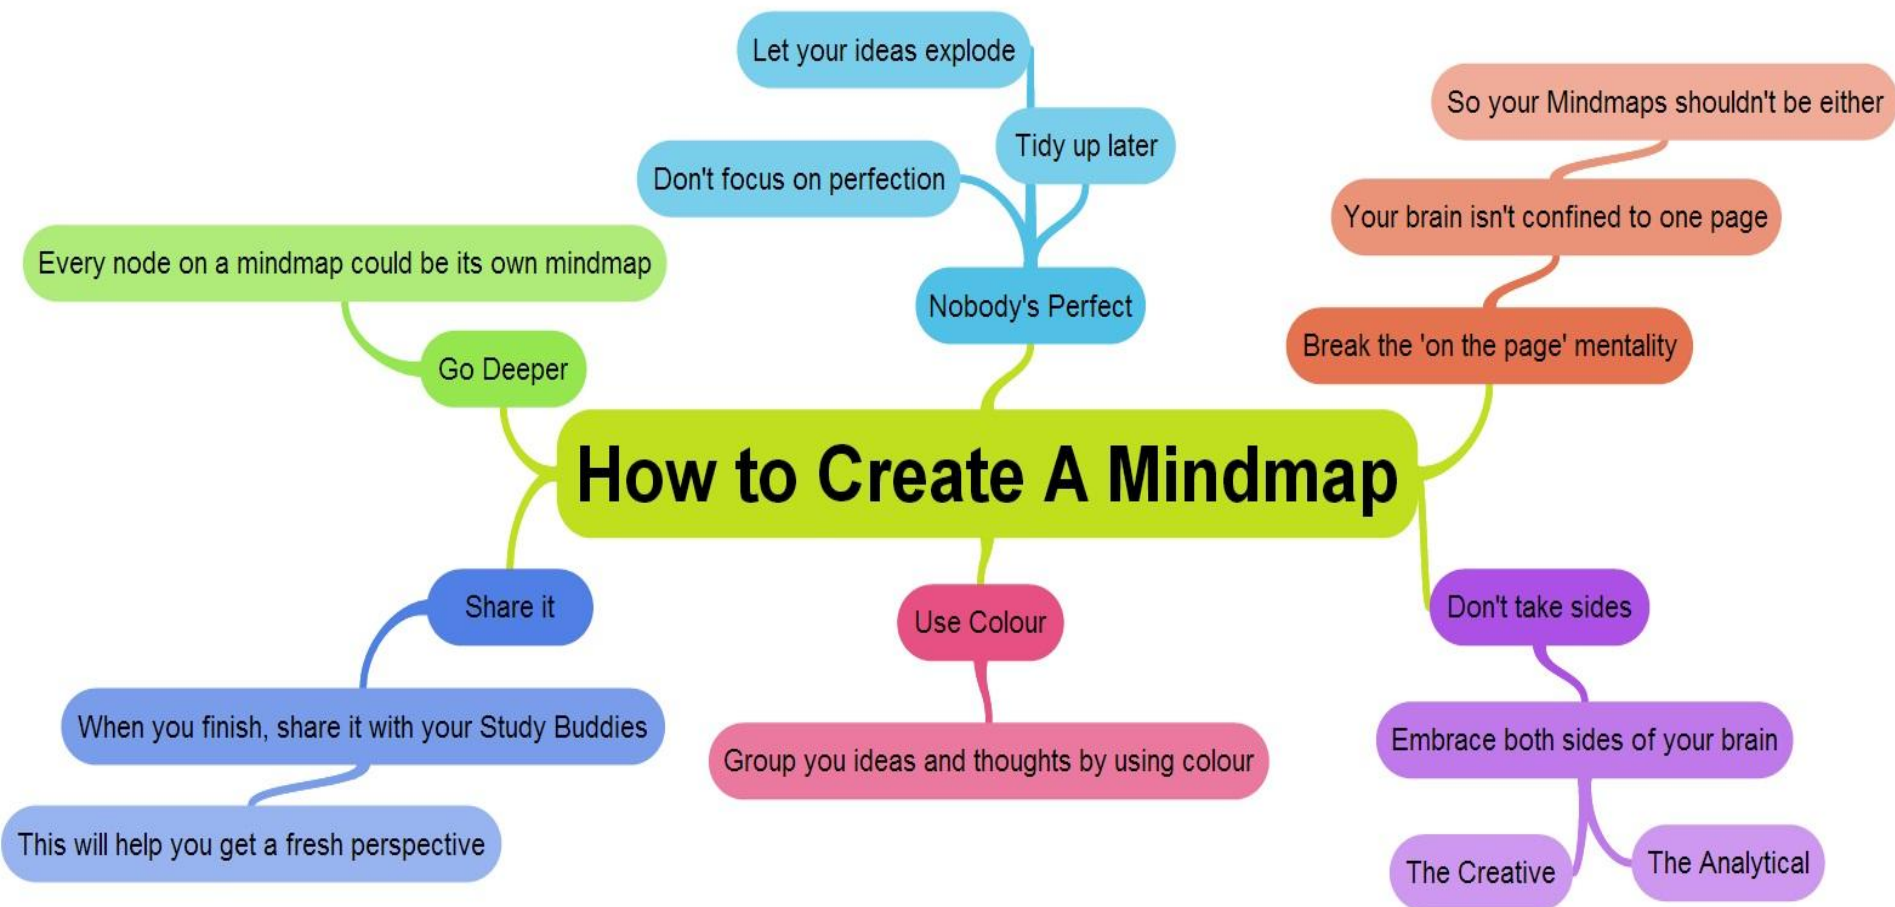 Let your ideas explode
So your Mindmaps shouldn't be either
Tidy up later
Don't focus on perfection
Your brain isn't confined to one page
Every node on a mindmap could be its own mindmap
Nobody's Perfect
Break the 'on the page' mentality
Go Deeper
How to Create A Mindmap
Share it
Use Colour
Don't take sides
When you finish, share it with your Study Buddies
Group you ideas and thoughts by using colour
Embrace both sides of your brain
This will help you get a fresh perspective
The Creative
The Analytical